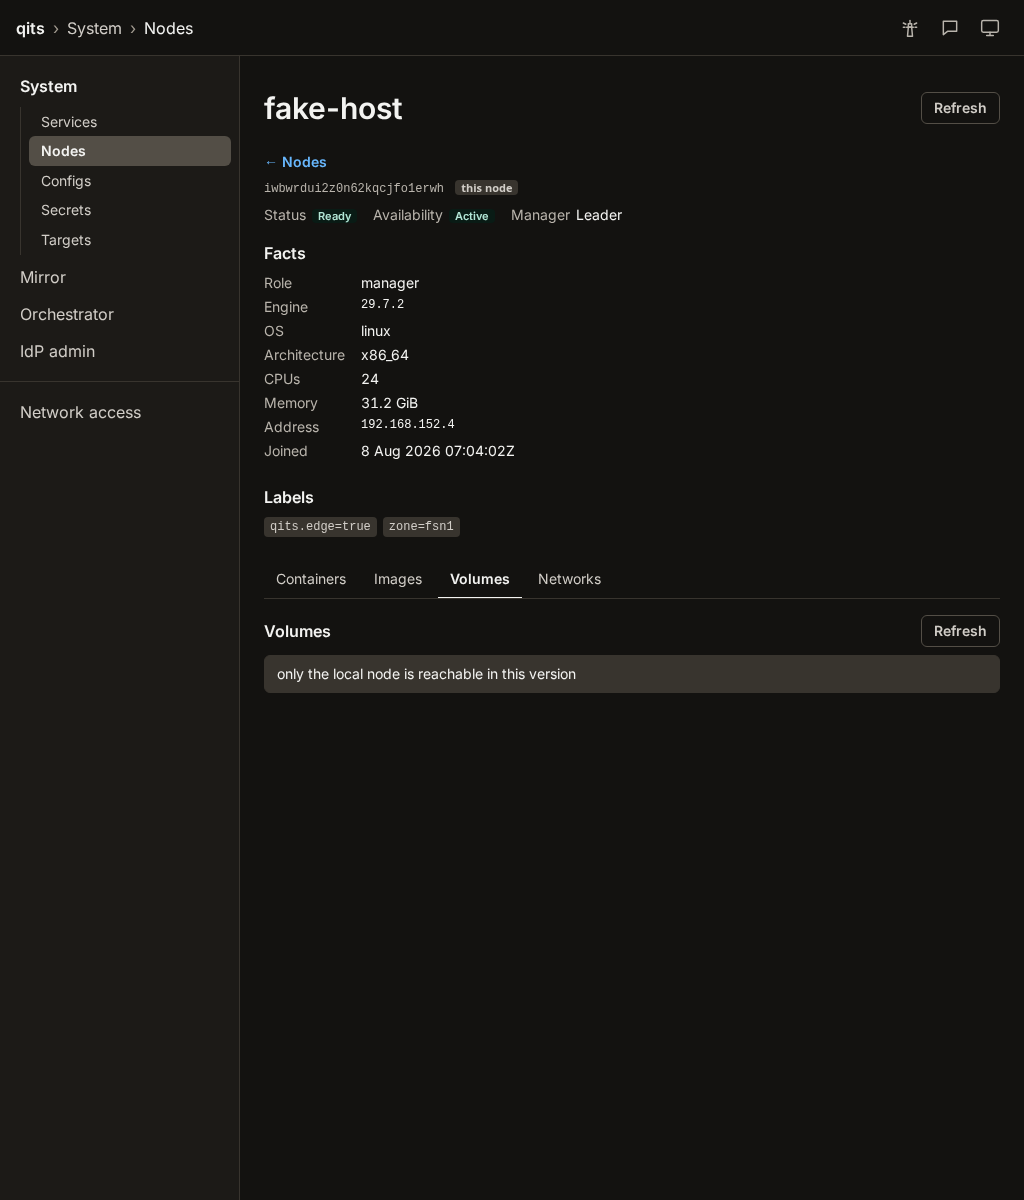 qits › System › Nodes
System
Services
Nodes
Configs
Secrets
Targets
Mirror
Orchestrator
IdP admin
Network access
fake-host
Refresh
← Nodes
iwbwrdui2z0n62kqcjfo1erwh this node
Status Ready Availability Active Manager Leader
Facts
Role manager
Engine 29.7.2
OS linux
Architecture x86_64
CPUs 24
Memory 31.2 GiB
Address 192.168.152.4
Joined 8 Aug 2026 07:04:02Z
Labels
qits.edge=true zone=fsn1
Containers Images Volumes Networks
Volumes
Refresh
only the local node is reachable in this version